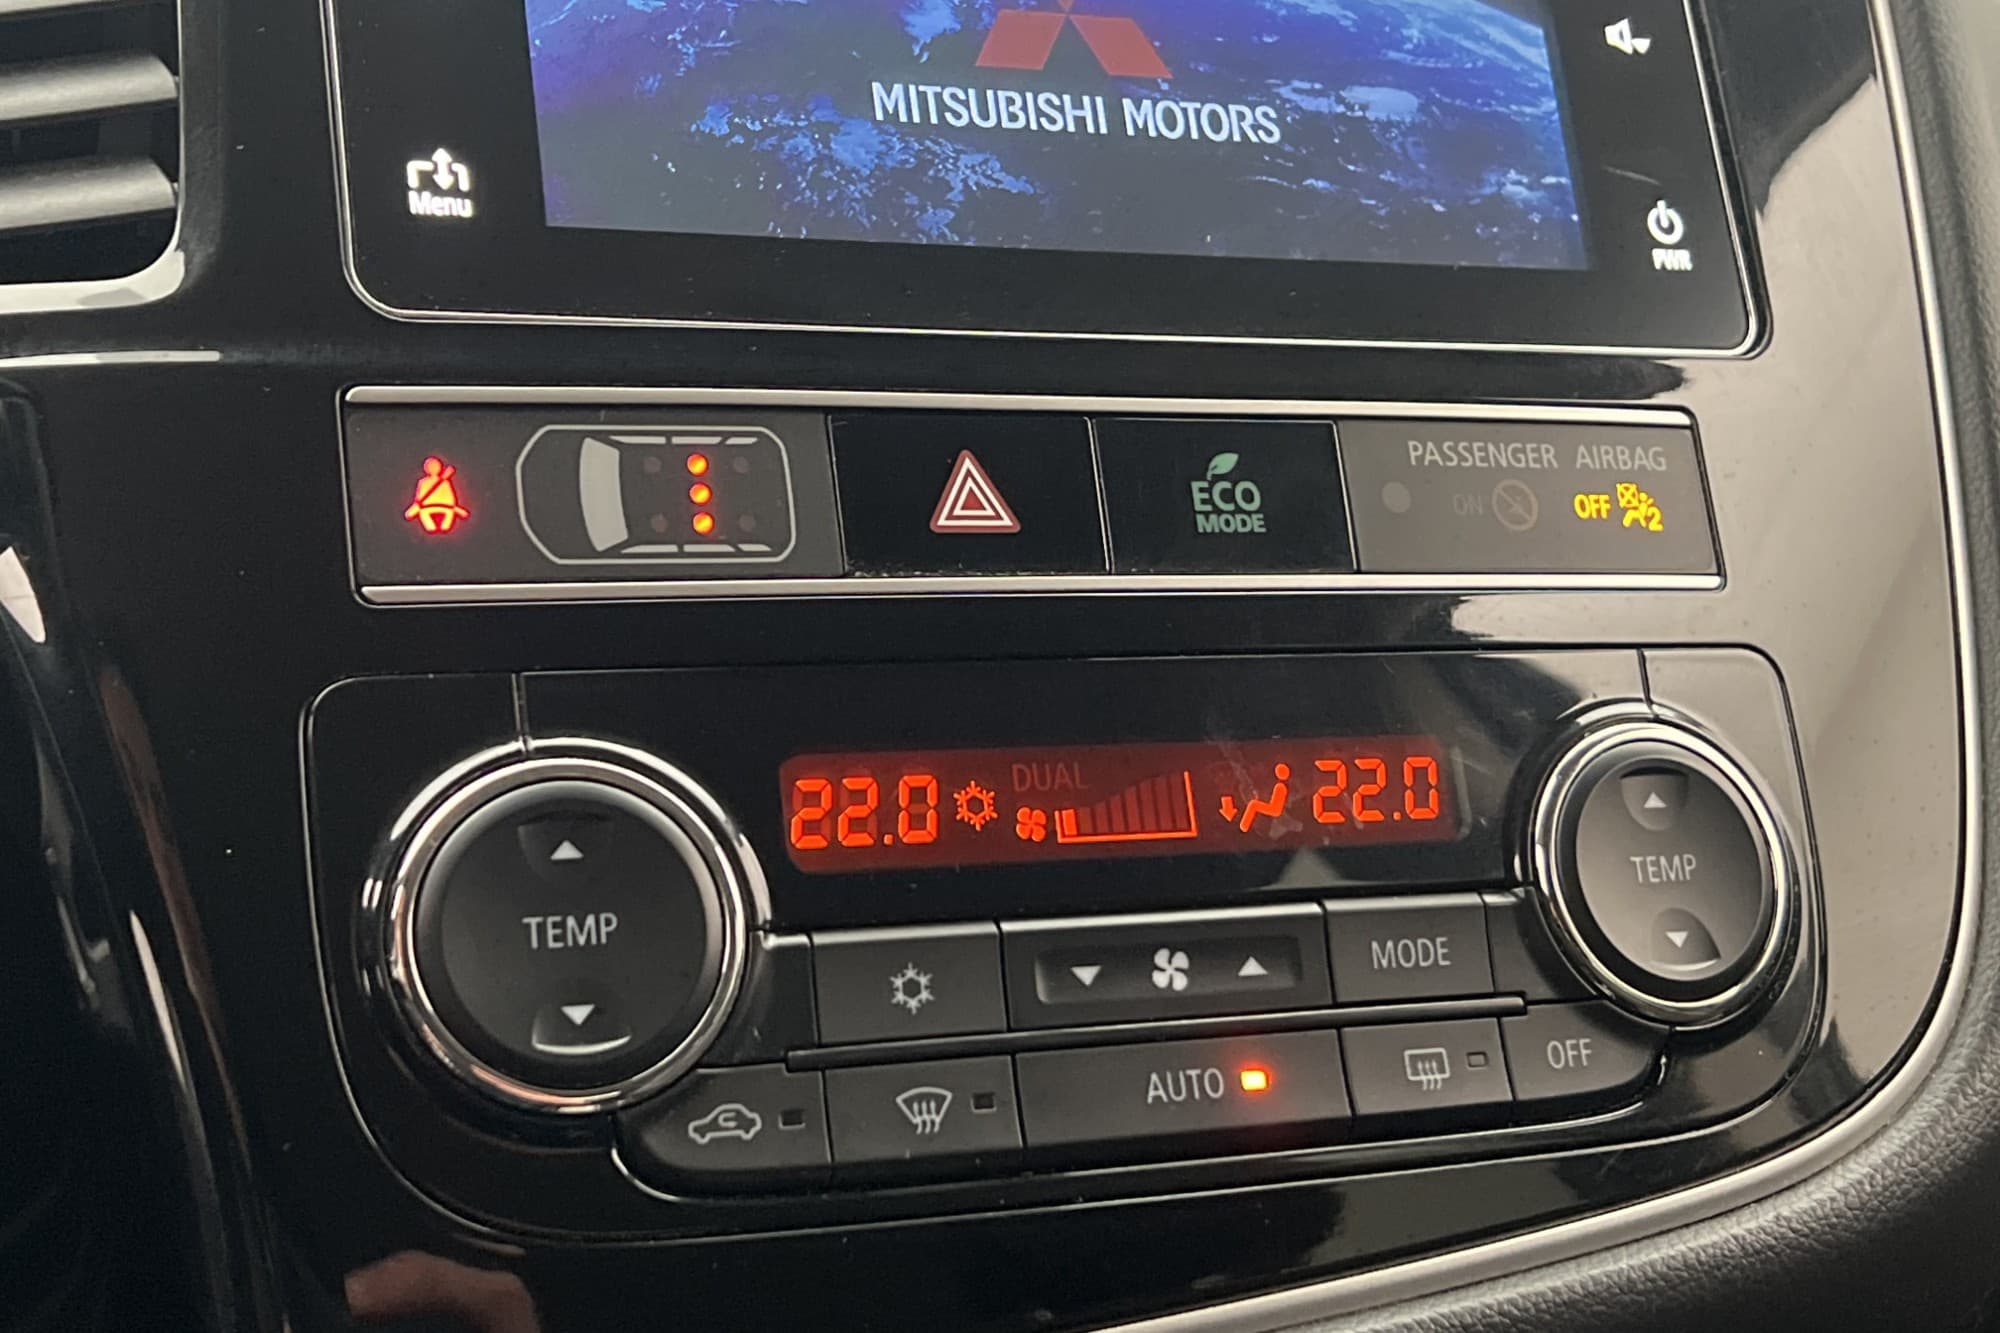 MITSUBISHI MOTORS
Menu
PWR
PASSENGER AIRBAG
ECO
MODE
ON
OFF
2
DUAL
22.0
22.0
TEMP
TEMP
MODE
AUTO
OFF